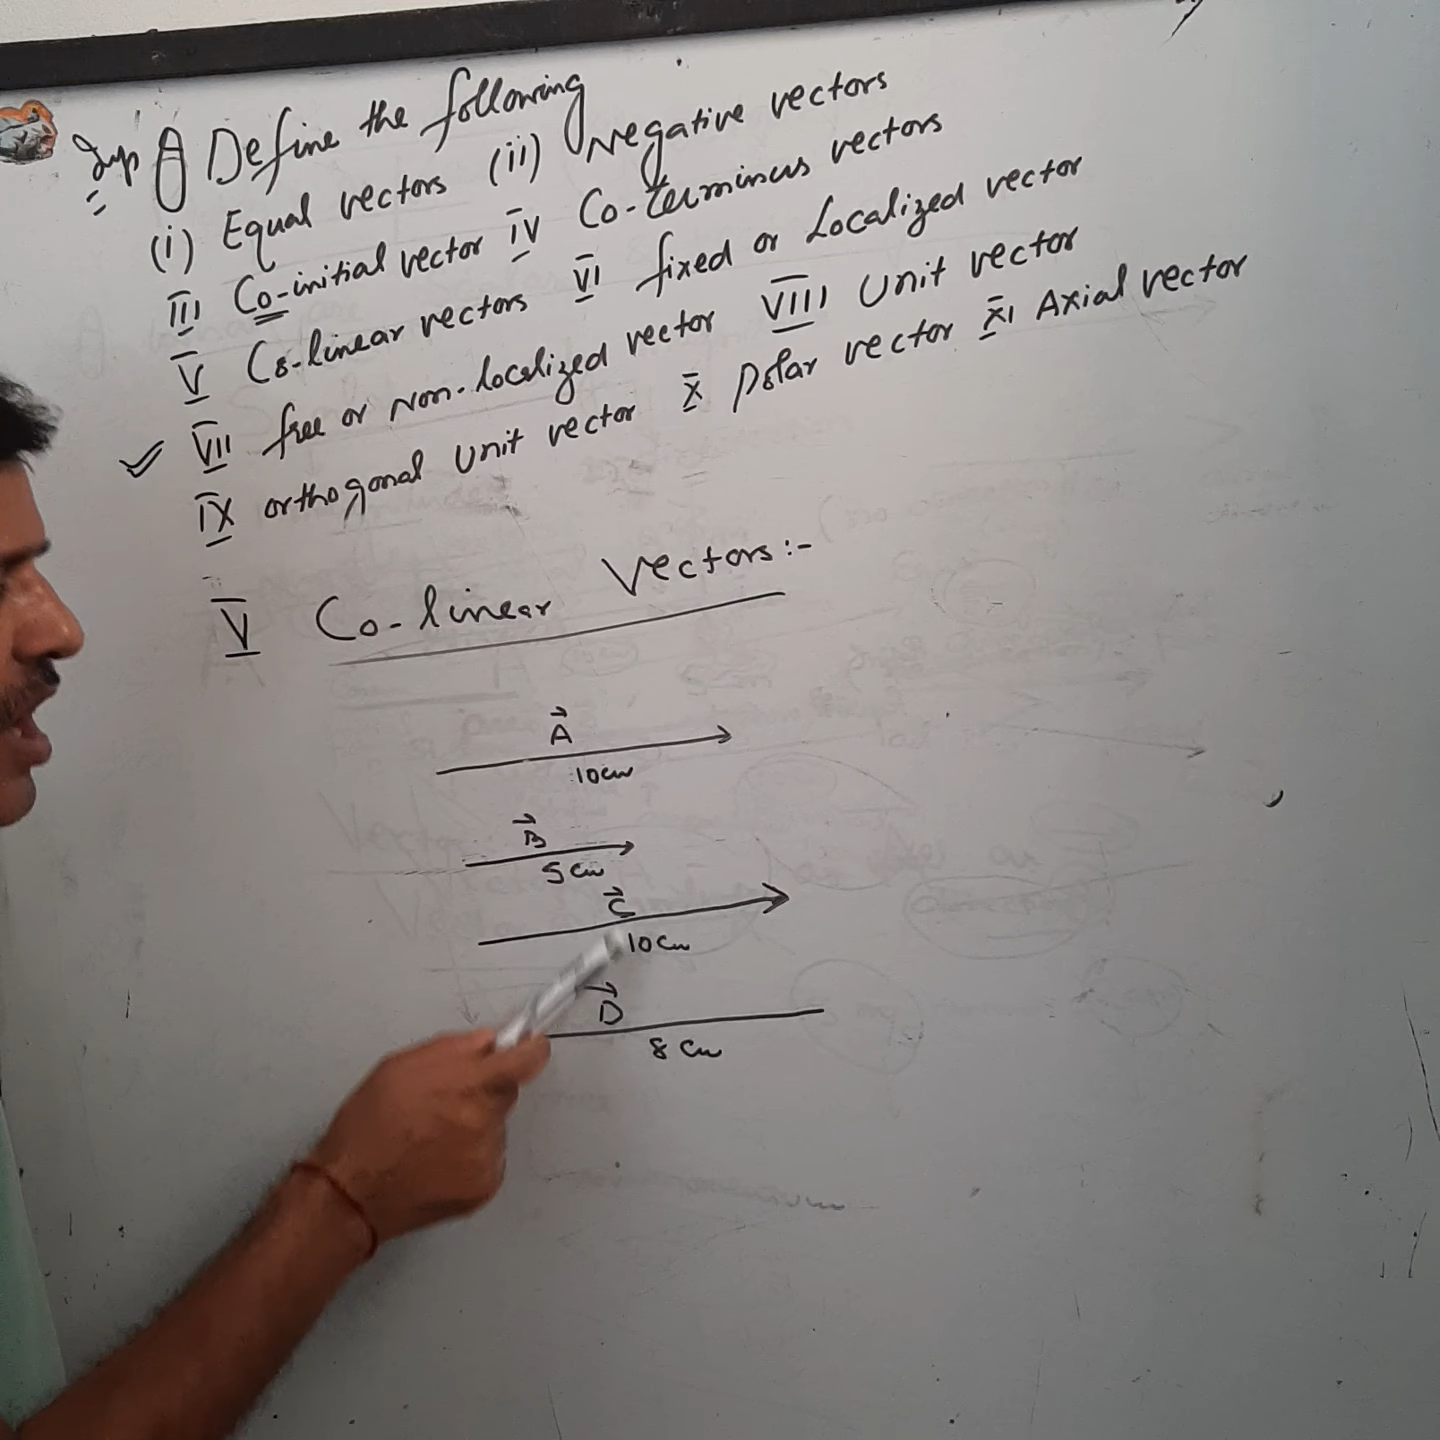 Imp Q Define the following
(i) Equal vectors (ii) Negative vectors
III Co-initial vector IV Co-terminus vectors
V Co-linear vectors VI fixed or Localized vector
VII free or Non-localized vector VIII Unit vector
IX orthogonal Unit vector X polar vector XI Axial vector
V Co-linear Vectors:-
A
10cm
B
5cm
C
10cm
D
8cm